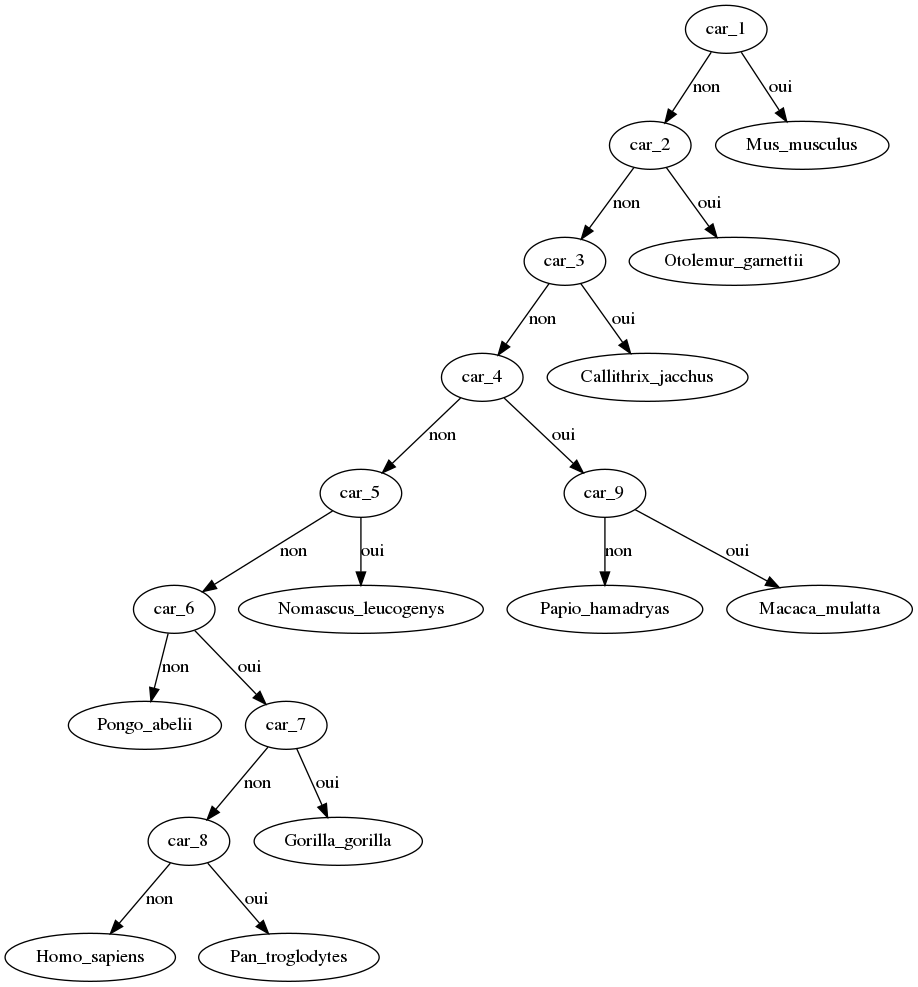 car_1
non
oui
car_2
Mus_musculus
non
oui
car_3
Otolemur_garnettii
non
oui
car_4
Callithrix_jacchus
non
oui
car_5
car_9
non
oui
non
oui
car_6
Nomascus_leucogenys
Papio_hamadryas
Macaca_mulatta
non
oui
Pongo_abelii
car_7
non
oui
car_8
Gorilla_gorilla
non
oui
Homo_sapiens
Pan_troglodytes